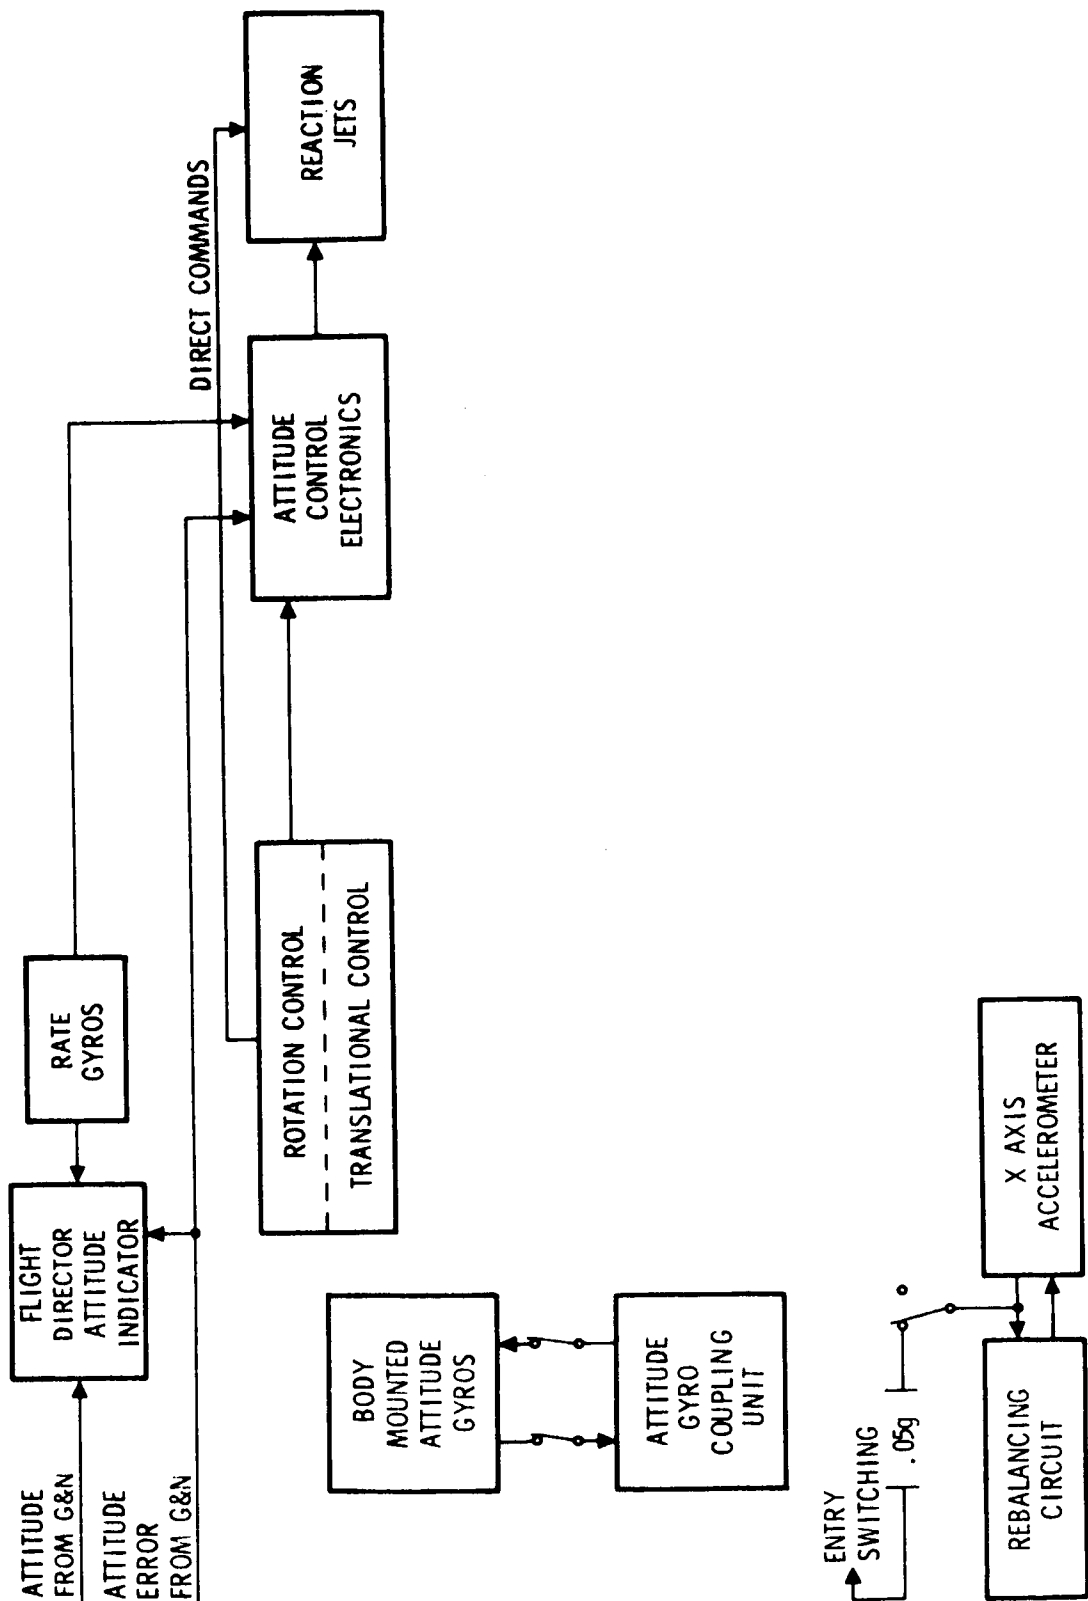 ATTITUDE
FROM G&N
ATTITUDE
ERROR
FROM G&N
FLIGHT
DIRECTOR
ATTITUDE
INDICATOR
RATE
GYROS
DIRECT COMMANDS
ROTATION CONTROL
TRANSLATIONAL CONTROL
ATTITUDE
CONTROL
ELECTRONICS
REACTION
JETS
BODY
MOUNTED
ATTITUDE
GYROS
ATTITUDE
GYRO
COUPLING
UNIT
ENTRY
SWITCHING
.05g
REBALANCING
CIRCUIT
X AXIS
ACCELEROMETER